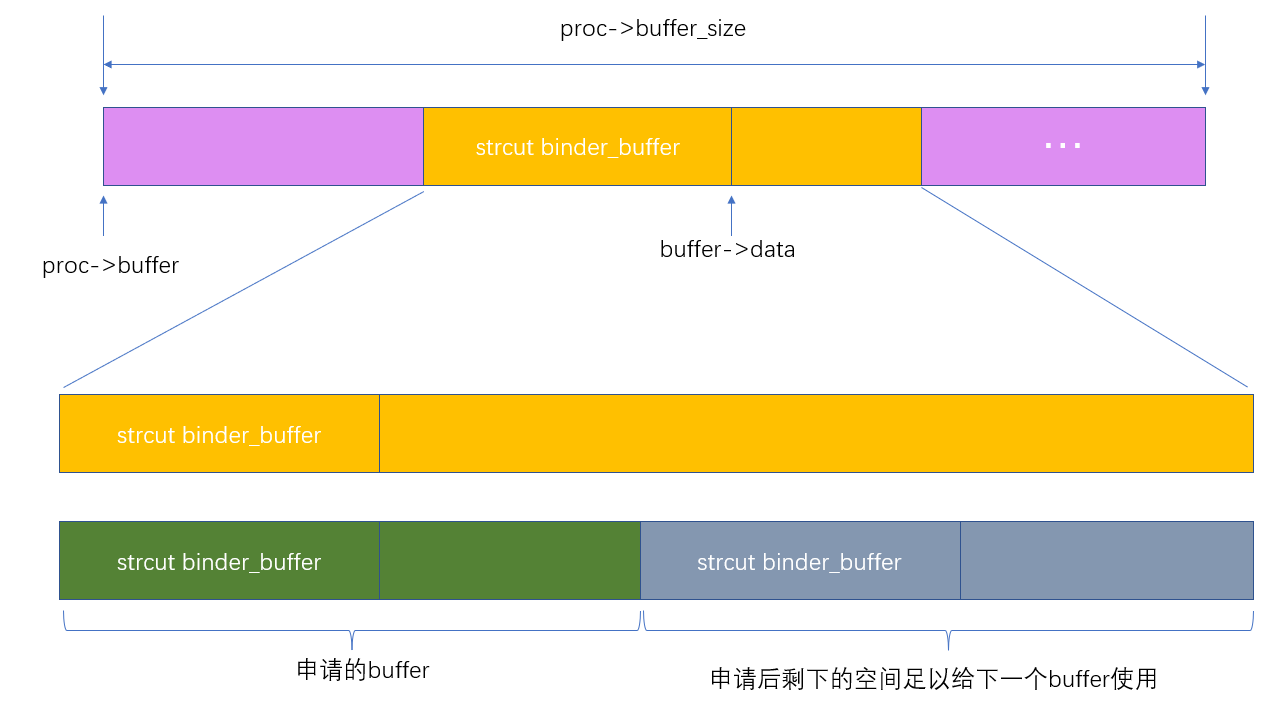 proc->buffer_size
strcut binder_buffer
...
proc->buffer
buffer->data
strcut binder_buffer
strcut binder_buffer
strcut binder_buffer
申请的buffer
申请后剩下的空间足以给下一个buffer使用